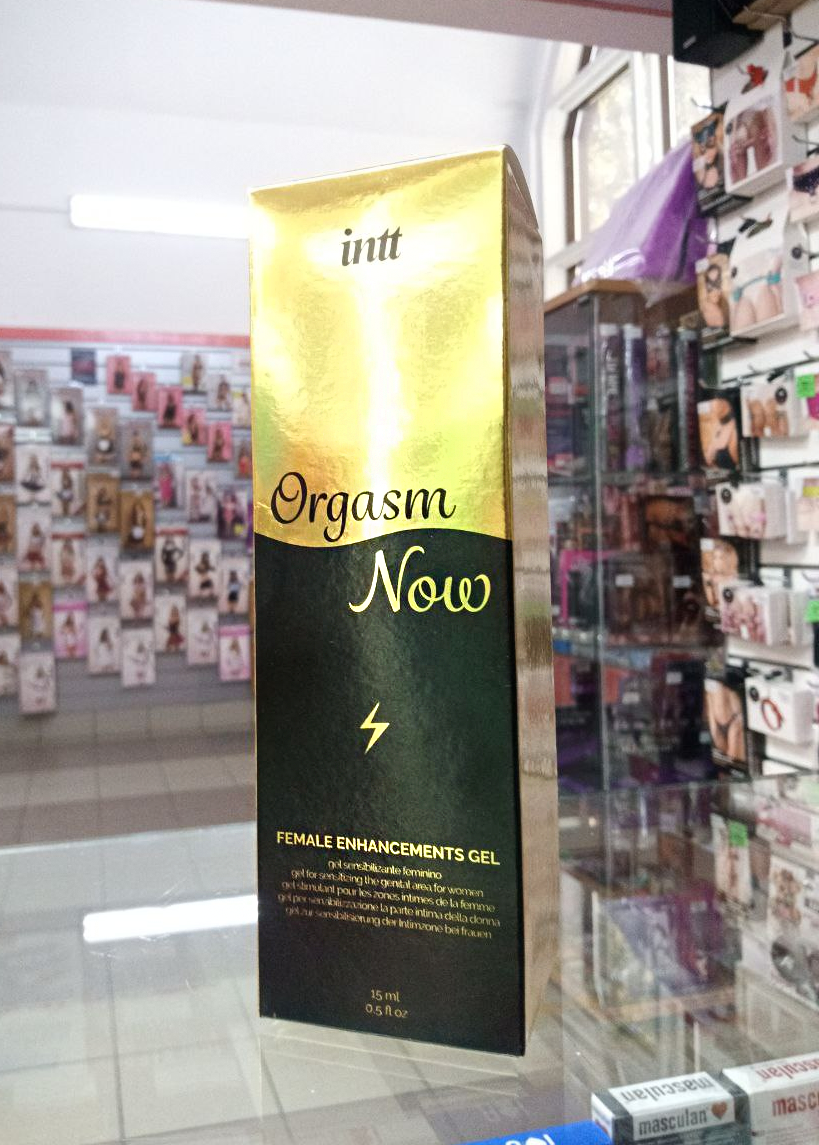 intt
Orgasm
Now
FEMALE ENHANCEMENTS GEL
gel sensibilizante feminino
gel for sensitizing the genital area for women
gel stimulant pour les zones intimes de la femme
gel per sensibilizzazione la parte intima della donna
gel zur sensibilisierung der Intimzone bei frauen
15 ml
0.5 fl oz
masculan
masculan
masc